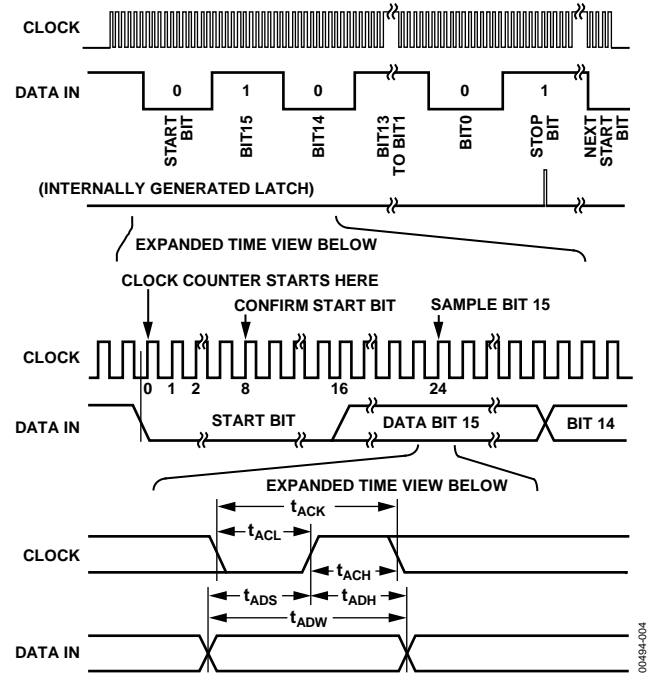 CLOCK
DATA IN
0 1 0 0 1
START BIT
BIT15
BIT14
BIT13 TO BIT1
BIT0
STOP BIT
NEXT START BIT
(INTERNALLY GENERATED LATCH)
EXPANDED TIME VIEW BELOW
CLOCK COUNTER STARTS HERE
CONFIRM START BIT
SAMPLE BIT 15
CLOCK
0 1 2 8 16 24
DATA IN
START BIT
DATA BIT 15
BIT 14
EXPANDED TIME VIEW BELOW
tACK
tACL
CLOCK
tACH
tADS
tADH
tADW
DATA IN
00494-004